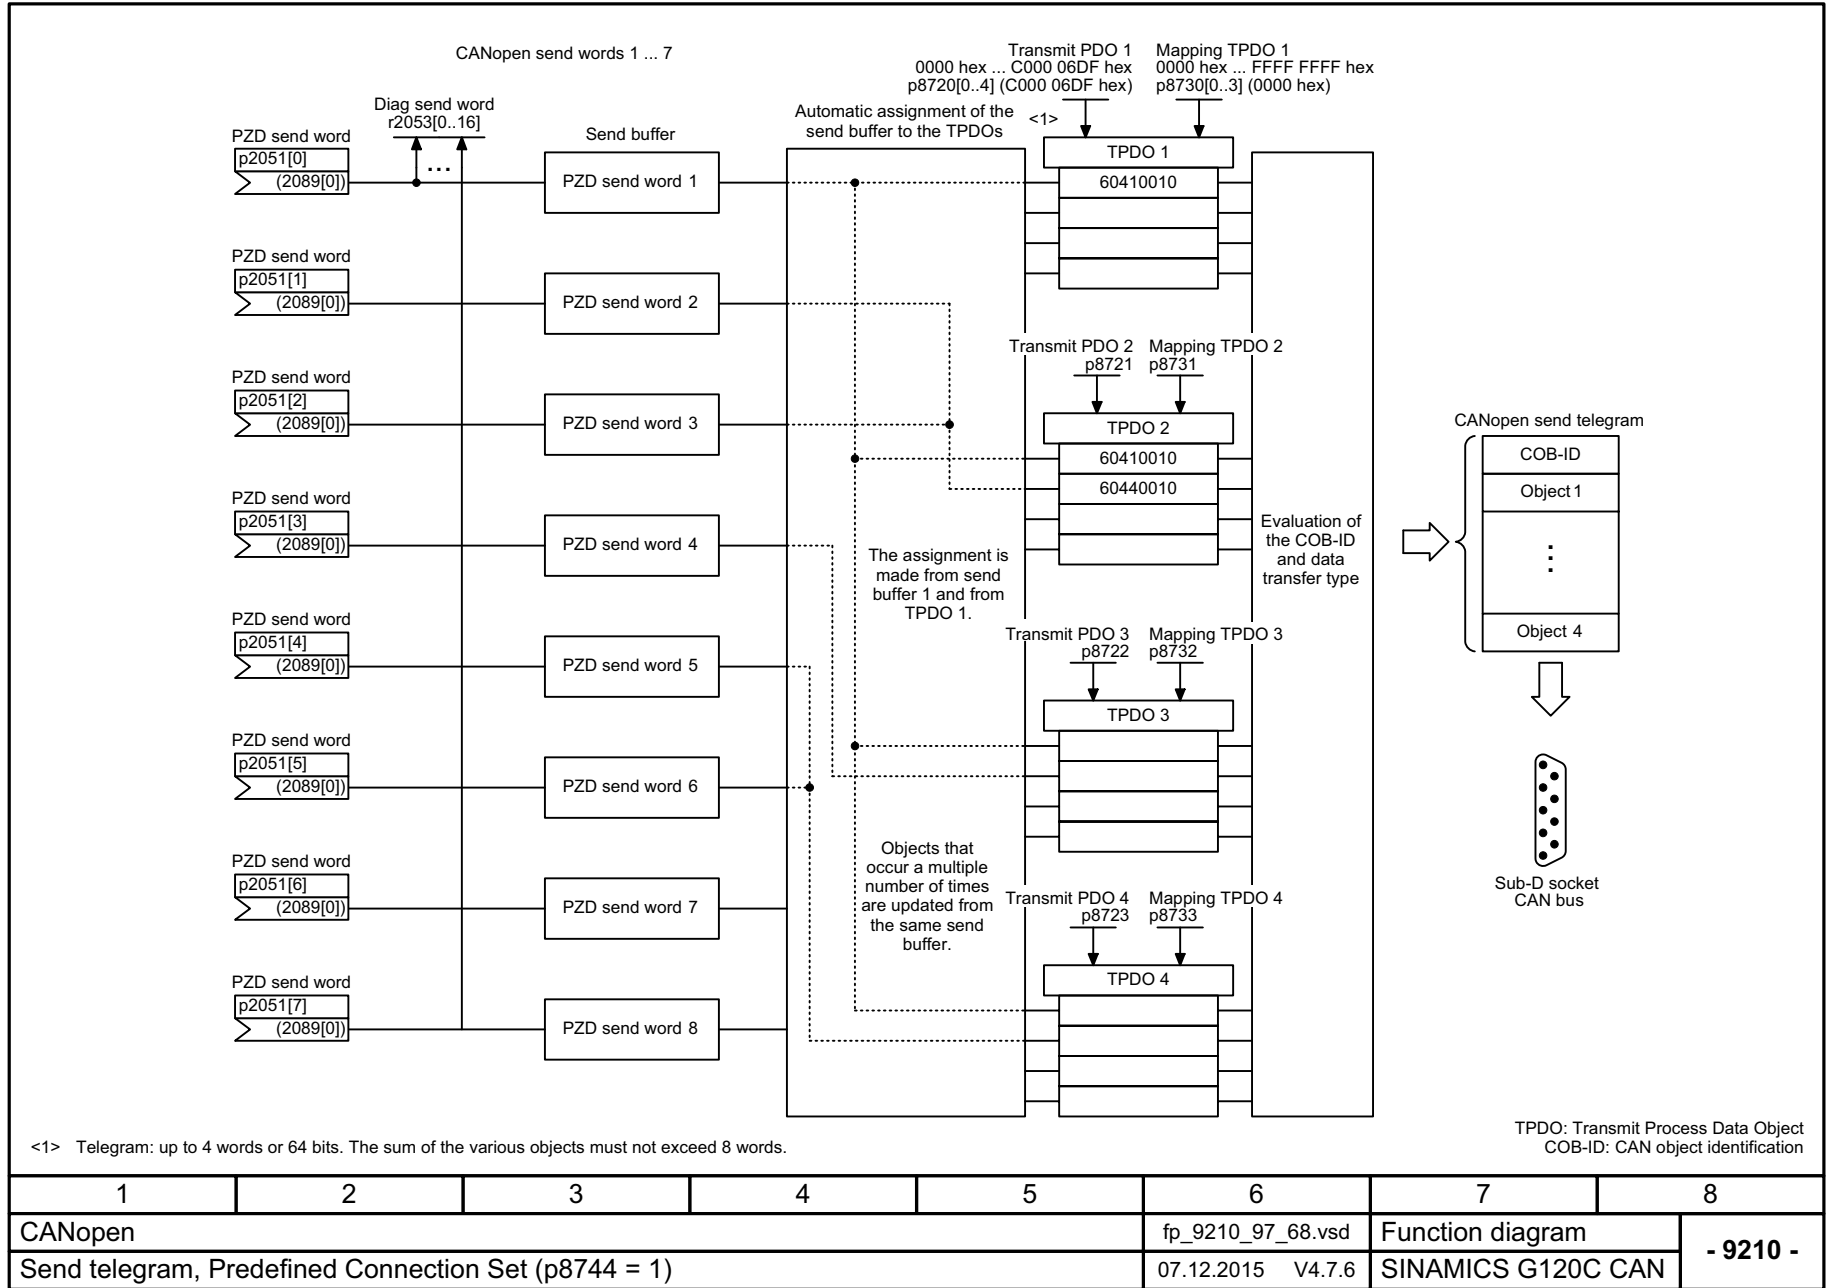 CANopen send words 1 ... 7
Transmit PDO 1
0000 hex ... C000 06DF hex
p8720[0..4] (C000 06DF hex)
Mapping TPDO 1
0000 hex ... FFFF FFFF hex
p8730[0..3] (0000 hex)
Diag send word
r2053[0..16]
Automatic assignment of the
send buffer to the TPDOs
<1>
Send buffer
PZD send word
p2051[0]
(2089[0])
...
PZD send word 1
TPDO 1
60410010
PZD send word
p2051[1]
(2089[0])
PZD send word 2
Transmit PDO 2
p8721
Mapping TPDO 2
p8731
PZD send word
p2051[2]
(2089[0])
PZD send word 3
TPDO 2
60410010
60440010
PZD send word
p2051[3]
(2089[0])
PZD send word 4
The assignment is
made from send
buffer 1 and from
TPDO 1.
Evaluation of
the COB-ID
and data
transfer type
CANopen send telegram
COB-ID
Object 1
...
Object 4
PZD send word
p2051[4]
(2089[0])
PZD send word 5
Transmit PDO 3
p8722
Mapping TPDO 3
p8732
TPDO 3
PZD send word
p2051[5]
(2089[0])
PZD send word 6
Sub-D socket
CAN bus
PZD send word
p2051[6]
(2089[0])
PZD send word 7
Objects that
occur a multiple
number of times
are updated from
the same send
buffer.
Transmit PDO 4
p8723
Mapping TPDO 4
p8733
TPDO 4
PZD send word
p2051[7]
(2089[0])
PZD send word 8
<1> Telegram: up to 4 words or 64 bits. The sum of the various objects must not exceed 8 words.
TPDO: Transmit Process Data Object
COB-ID: CAN object identification
1 2 3 4 5 6 7 8
CANopen
fp_9210_97_68.vsd
Function diagram
- 9210 -
Send telegram, Predefined Connection Set (p8744 = 1)
07.12.2015 V4.7.6
SINAMICS G120C CAN